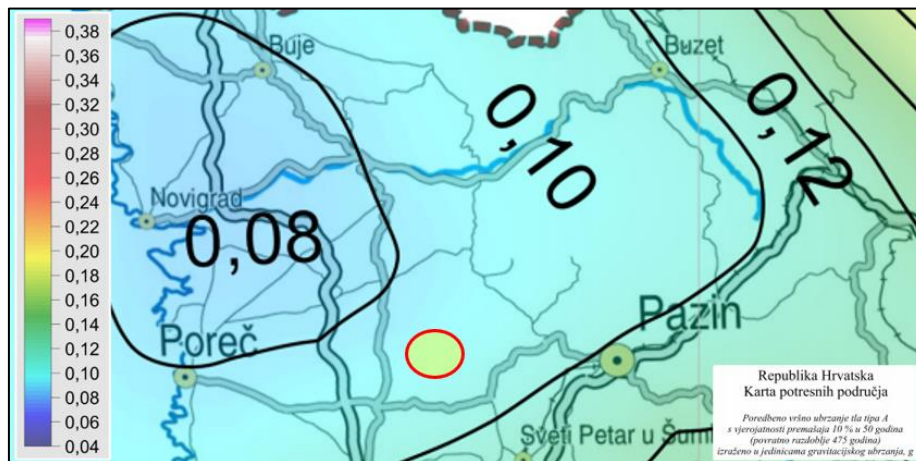 0,38
0,36
0,34
0,32
0,30
0,28
0,26
0,24
0,22
0,20
0,18
0,16
0,14
0,12
0,10
0,08
0,06
0,04
Buje
Buzet
0,10
0,12
Novigrad
0,08
Poreč
Pazin
Sveti Petar u Šumi
Republika Hrvatska
Karta potresnih područja
Poredbeno vršno ubrzanje tla tipa A
s vjerojatnosti premašaja 10 % u 50 godina
(povratno razdoblje 475 godina)
izraženo u jedinicama gravitacijskog ubrzanja, g